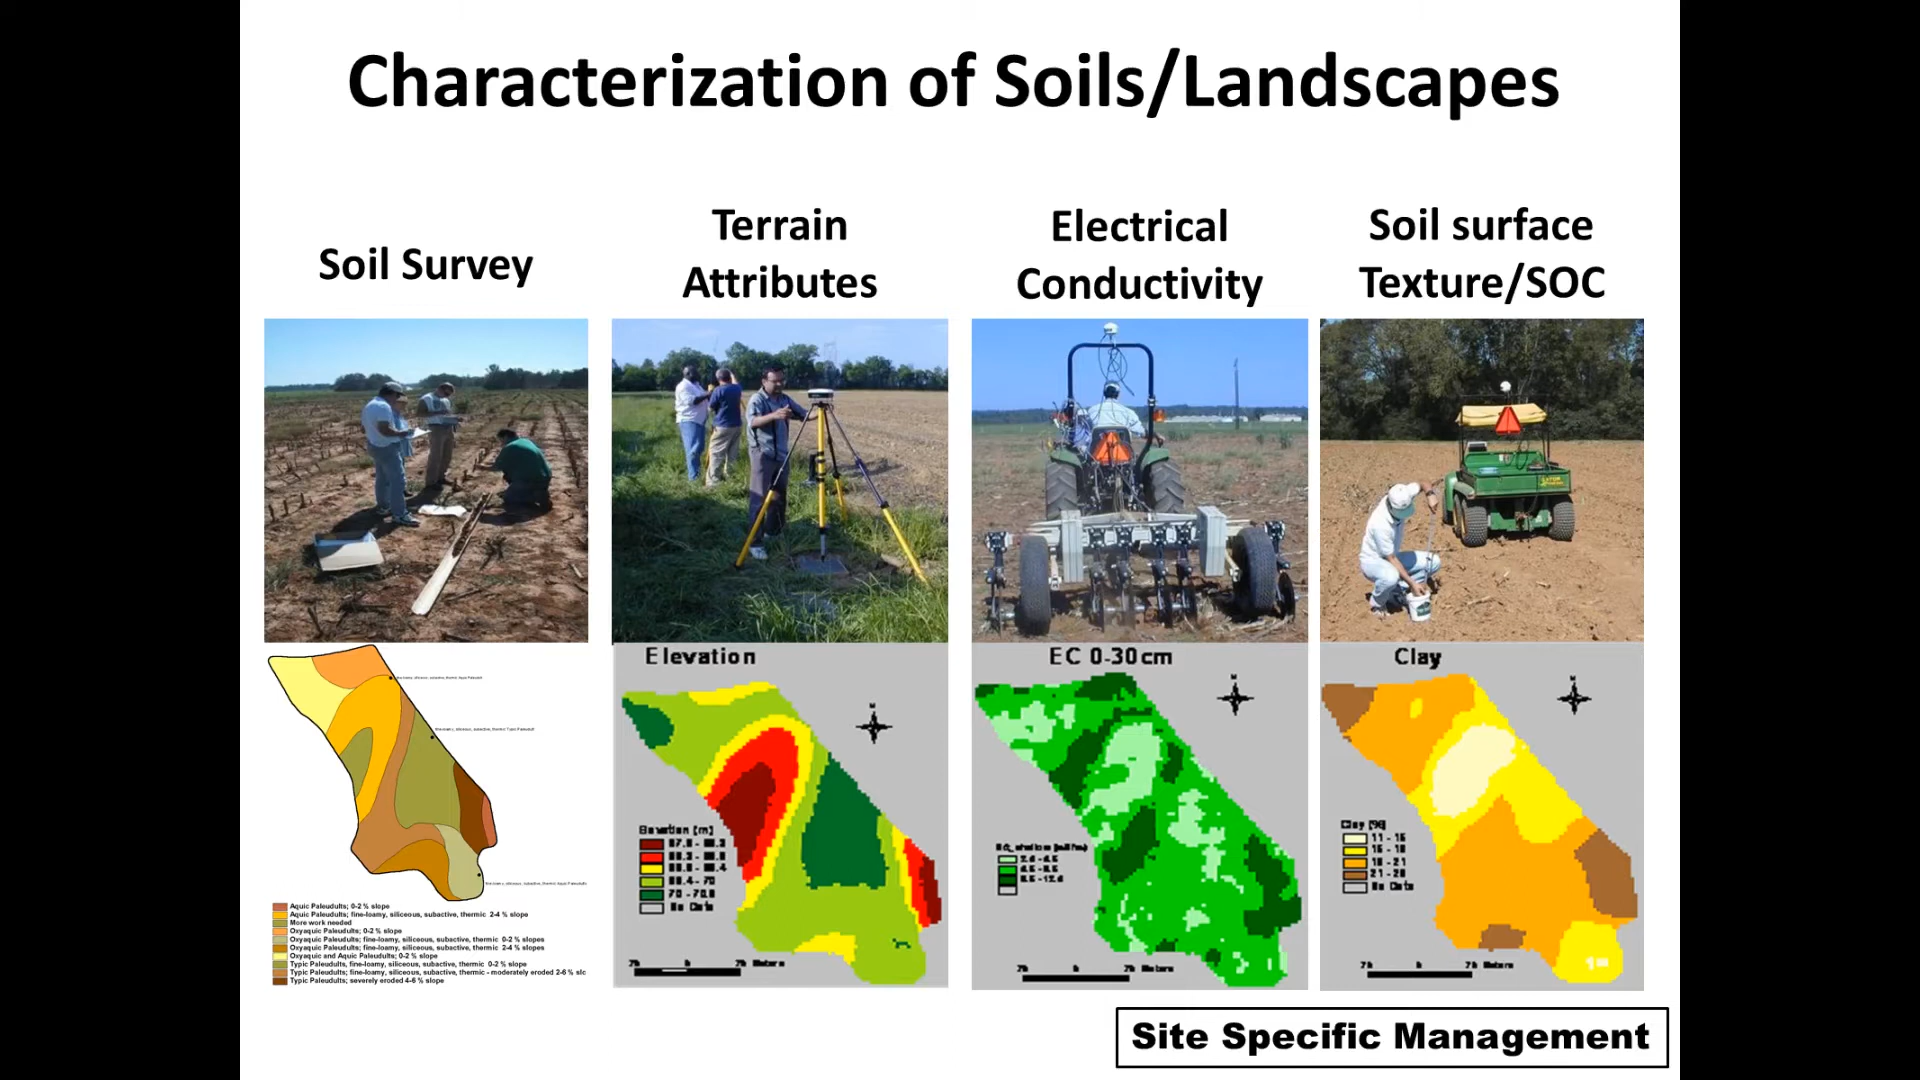 Characterization of Soils/Landscapes
Soil Survey
Terrain
Attributes
Electrical
Conductivity
Soil surface
Texture/SOC
Elevation
EC 0-30cm
Clay
Elevation (m)
No Data
75 Meters
Clay (%)
11 - 15
15 - 18
18 - 21
No Data
Aquic Paleudults; 0-2 % slope
Aquic Paleudults; fine-loamy, siliceous, subactive, thermic 2-4 % slope
More work needed
Oxyaquic Paleudults; 0-2 % slope
Oxyaquic Paleudults; fine-loamy, siliceous, subactive, thermic 0-2 % slopes
Oxyaquic Paleudults; fine-loamy, siliceous, subactive, thermic 2-4 % slopes
Oxyaquic and Aquic Paleudults; 0-2 % slope
Typic Paleudults, fine-loamy, siliceous, subactive, thermic 0-2 % slope
Typic Paleudults; fine-loamy, siliceous, subactive, thermic - moderately eroded 2-6 % slc
Typic Paleudults; severely eroded 4-6 % slope
Site Specific Management